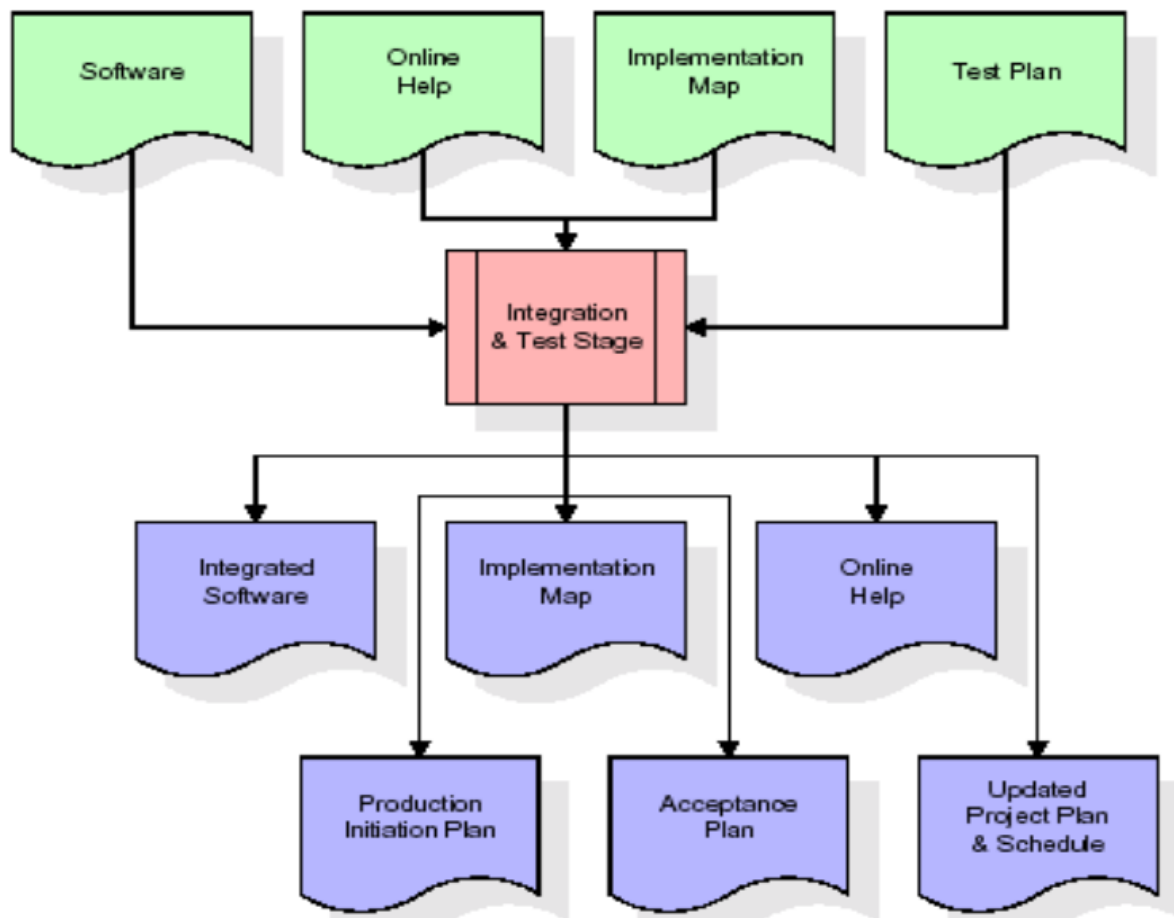 Software
Online
Help
Implementation
Map
Test Plan
Integration
& Test Stage
Integrated
Software
Implementation
Map
Online
Help
Production
Initiation Plan
Acceptance
Plan
Updated
Project Plan
& Schedule